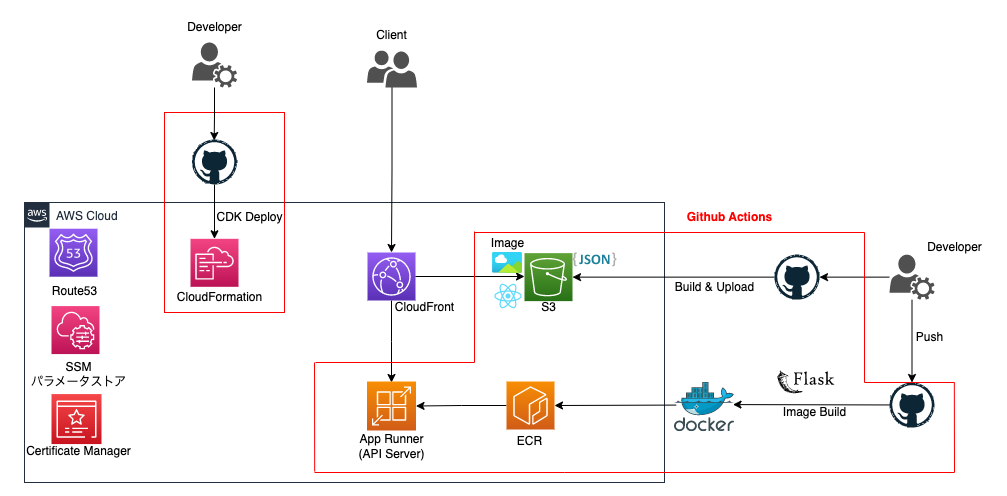 Developer
Client
aws
AWS Cloud
CDK Deploy
Github Actions
53
Route53
CloudFormation
Image
{JSON}
CloudFront
S3
Build & Upload
Developer
Push
SSM
パラメータストア
Flask
docker
Image Build
App Runner
(API Server)
ECR
Certificate Manager